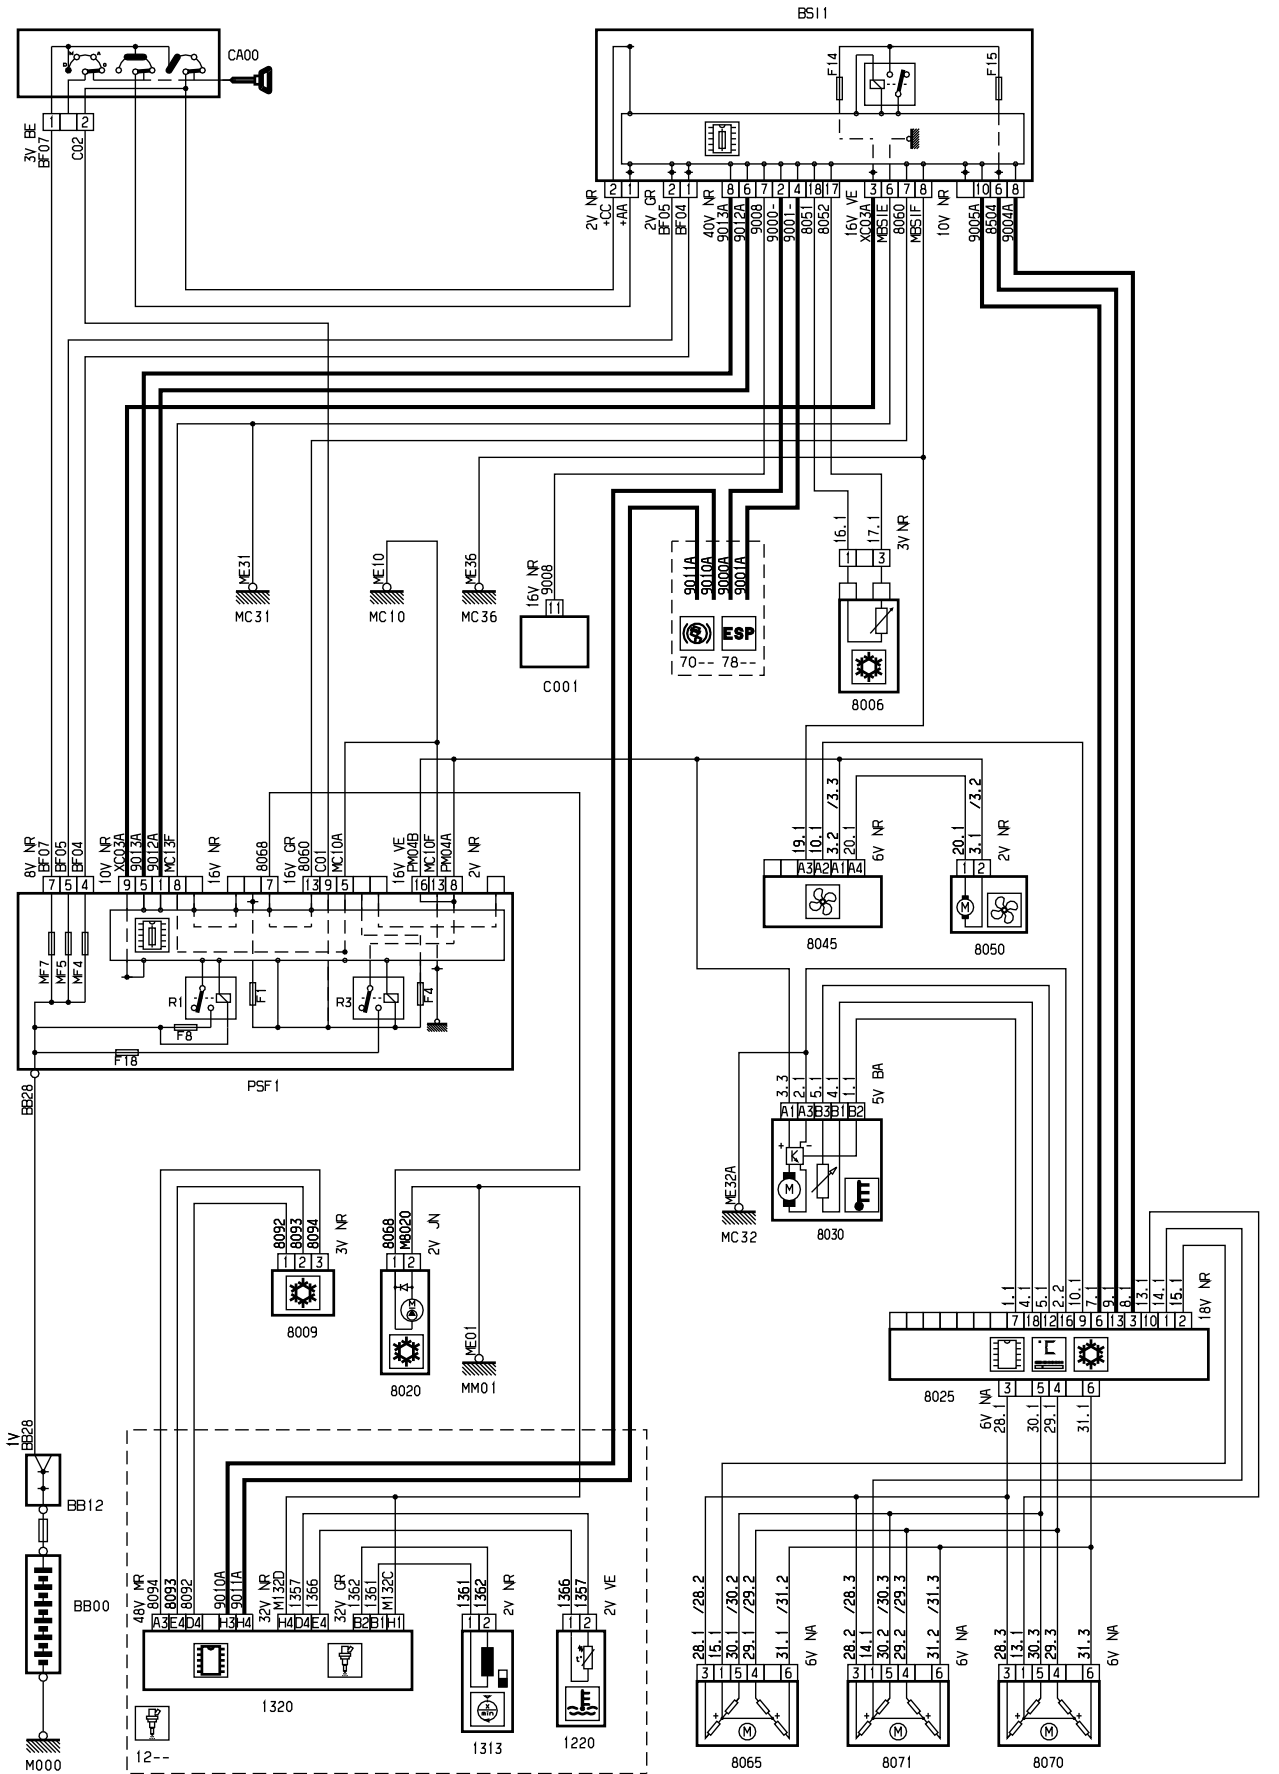 BSI1
CA00
M A
D S
F14
F15
1 2
3V BE
BF07
C02
2 1 2 1 8 6 7 2 4 18 17 3 6 7 8 10 6 8
2V NR
+CC
+AA
2V GR
BF05
BF04
40V NR
9013A
9012A
9008
9000-
9001-
8051
8052
16V VE
XC03A
MBSIE
8060
MBSIF
10V NR
9005A
8504
9004A
16.1
17.1
3V NR
1 3
ME31
MC31
ME10
MC10
ME36
MC36
16V NR
9008
11
C001
9011A
9010A
9000A
9001A
ESP
70-- 78--
8006
8V NR
BF07
BF05
BF04
10V NR
XC03A
9013A
9012A
MC13F
16V NR
8068
16V GR
8060
C01
MC10A
16V VE
PM04B
MC10F
PM04A
2V NR
7 5 4 9 5 1 8 7 13 9 5 16 13 8
MF7
MF5
MF4
R1
F8
F1
R3
F4
F18
PSF1
BB28
19.1
10.1
3.2 /3.3
20.1
6V NR
A3 A2 A1 A4
8045
20.1
3.1 /3.2
2V NR
1 2
M
8050
3.3
2.1
5.1
4.1
1.1
5V BA
A1 A3 B3 B1 B2
+ -
K
M
8030
ME32A
MC32
8092
8093
8094
3V NR
1 2 3
8009
8068
M8020
2V JN
1 2
M
8020
ME01
MM01
1.1
4.1
5.1
2.2
10.1
7.1
9.1
8.1
13.1
14.1
15.1
18V NR
7 18 12 16 9 6 13 3 10 1 2
°C
8025
3 5 4 6
6V NA
28.1
30.1
29.1
31.1
1V
BB28
BB12
BB00
M000
48V MR
8094
8093
8092
9010A
9011A
32V NR
M132D
1357
1366
32V GR
1362
1361
M132C
A3 E4 D4 H3 H4 H4 D4 E4 B2 B1 H1
1320
12--
1361
1362
2V NR
1 2
x
min
1313
1366
1357
2V VE
1 2
t°
1220
28.1 /28.2
15.1
30.1 /30.2
29.1 /29.2
31.1 /31.2
6V NA
3 1 5 4 6
+ +
M
8065
28.2 /28.3
14.1
30.2 /30.3
29.2 /29.3
31.2 /31.3
6V NA
3 1 5 4 6
+ +
M
8071
28.3
13.1
30.3
29.3
31.3
6V NA
3 1 5 4 6
+ +
M
8070